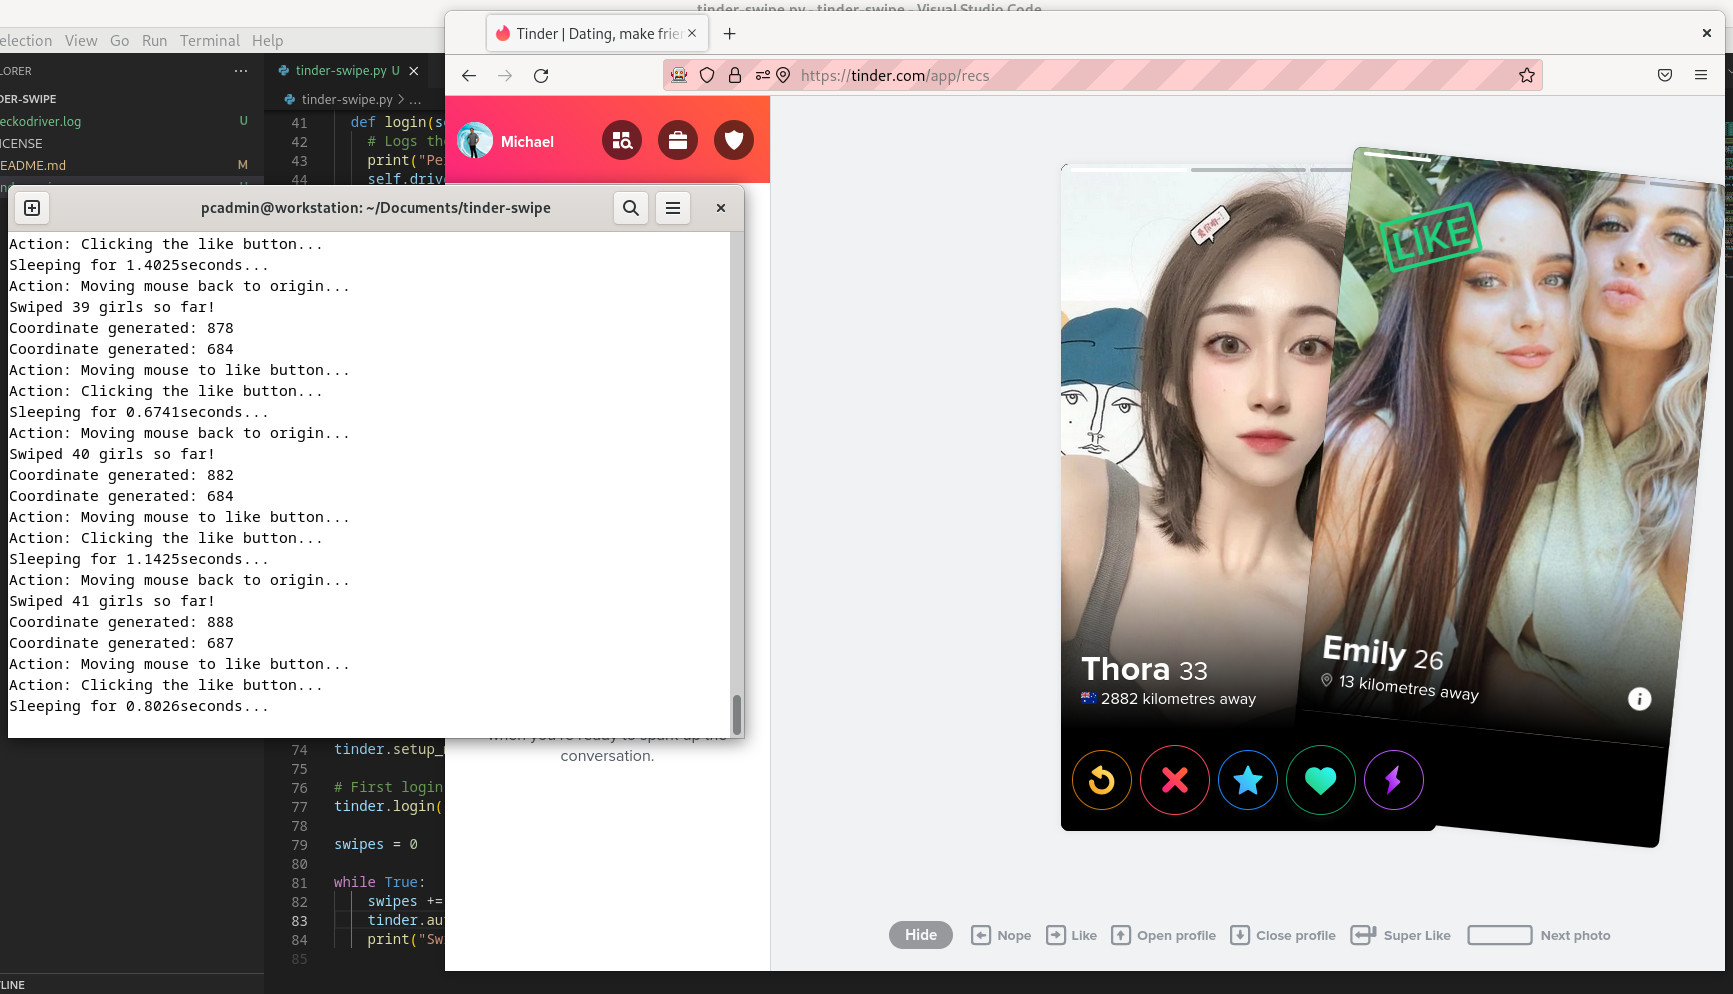 tinder-swipe.py - tinder-swipe - Visual Studio Code
election View Go Run Terminal Help
LORER
tinder-swipe.py U
DER-SWIPE
eckodriver.log U
ICENSE
EADME.md M
tinder-swipe.py > ...
41 def login(s
42 # Logs th
43 print("Pe
44 self.driv
Tinder | Dating, make frie
https://tinder.com/app/recs
Michael
pcadmin@workstation: ~/Documents/tinder-swipe
Action: Clicking the like button...
Sleeping for 1.4025seconds...
Action: Moving mouse back to origin...
Swiped 39 girls so far!
Coordinate generated: 878
Coordinate generated: 684
Action: Moving mouse to like button...
Action: Clicking the like button...
Sleeping for 0.6741seconds...
Action: Moving mouse back to origin...
Swiped 40 girls so far!
Coordinate generated: 882
Coordinate generated: 684
Action: Moving mouse to like button...
Action: Clicking the like button...
Sleeping for 1.1425seconds...
Action: Moving mouse back to origin...
Swiped 41 girls so far!
Coordinate generated: 888
Coordinate generated: 687
Action: Moving mouse to like button...
Action: Clicking the like button...
Sleeping for 0.8026seconds...
when you're ready to spark up the
conversation.
74 tinder.setup_
75
76 # First login
77 tinder.login(
78
79 swipes = 0
80
81 while True:
82 swipes +=
83 tinder.au
84 print("Sw
85
LINE
LIKE
Thora 33
2882 kilometres away
Emily 26
13 kilometres away
Hide Nope Like Open profile Close profile Super Like Next photo